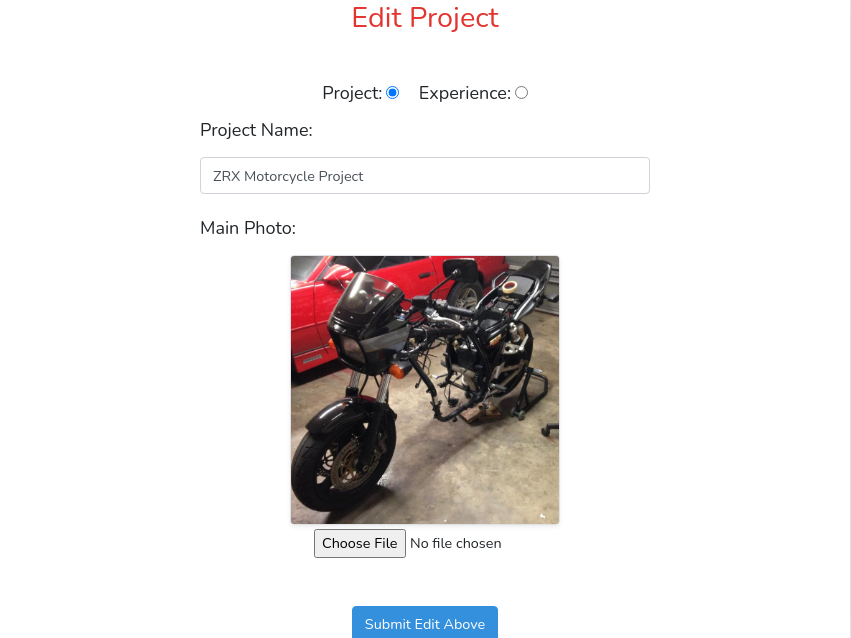 Edit Project
Project: Experience:
Project Name:
ZRX Motorcycle Project
Main Photo:
Choose File No file chosen
Submit Edit Above